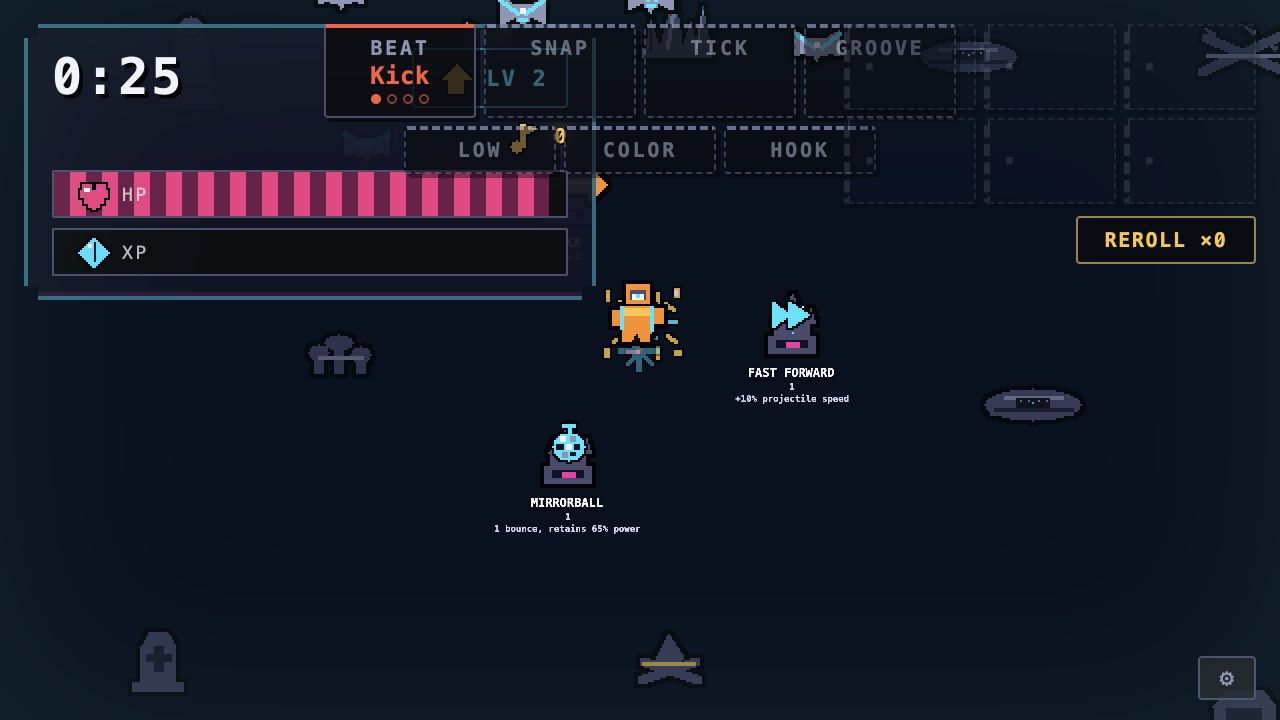 0:25
BEAT
SNAP
TICK
GROOVE
Kick
LV 2
LOW
0
COLOR
HOOK
HP
XP
REROLL ×0
FAST FORWARD
1
+10% projectile speed
MIRRORBALL
1
1 bounce, retains 65% power